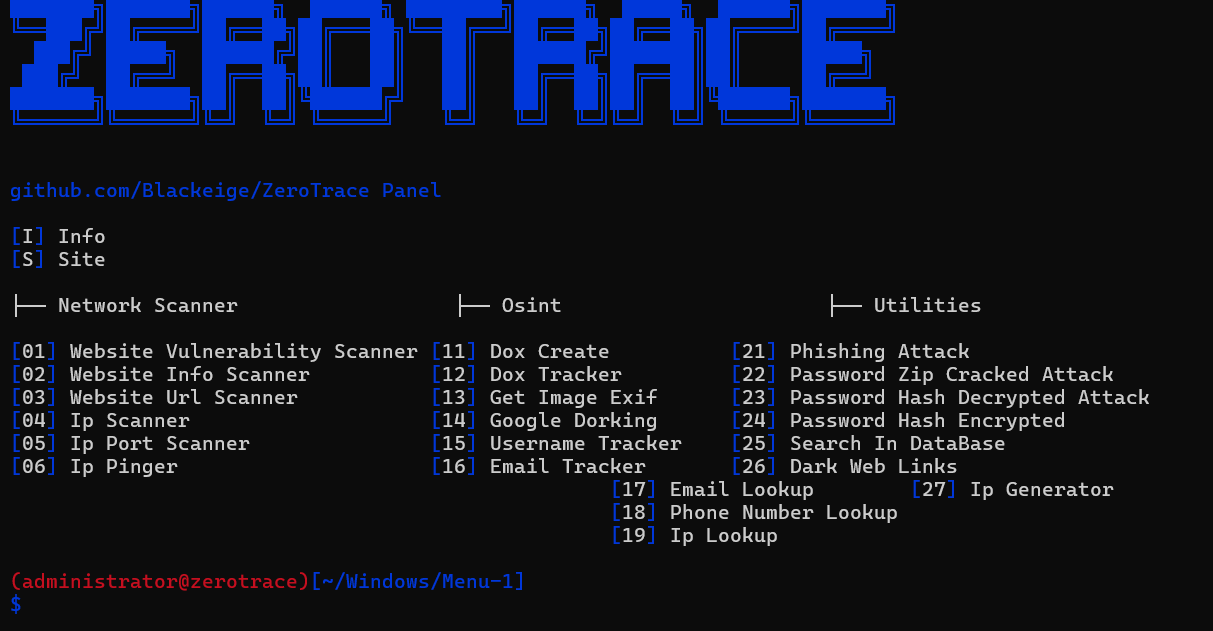 ZEROTRACE
github.com/Blackeige/ZeroTrace Panel
[I] Info
[S] Site
├── Network Scanner ├── Osint ├── Utilities
[01] Website Vulnerability Scanner [11] Dox Create [21] Phishing Attack
[02] Website Info Scanner [12] Dox Tracker [22] Password Zip Cracked Attack
[03] Website Url Scanner [13] Get Image Exif [23] Password Hash Decrypted Attack
[04] Ip Scanner [14] Google Dorking [24] Password Hash Encrypted
[05] Ip Port Scanner [15] Username Tracker [25] Search In DataBase
[06] Ip Pinger [16] Email Tracker [26] Dark Web Links
[17] Email Lookup [27] Ip Generator
[18] Phone Number Lookup
[19] Ip Lookup
(administrator@zerotrace)[~/Windows/Menu-1]
$